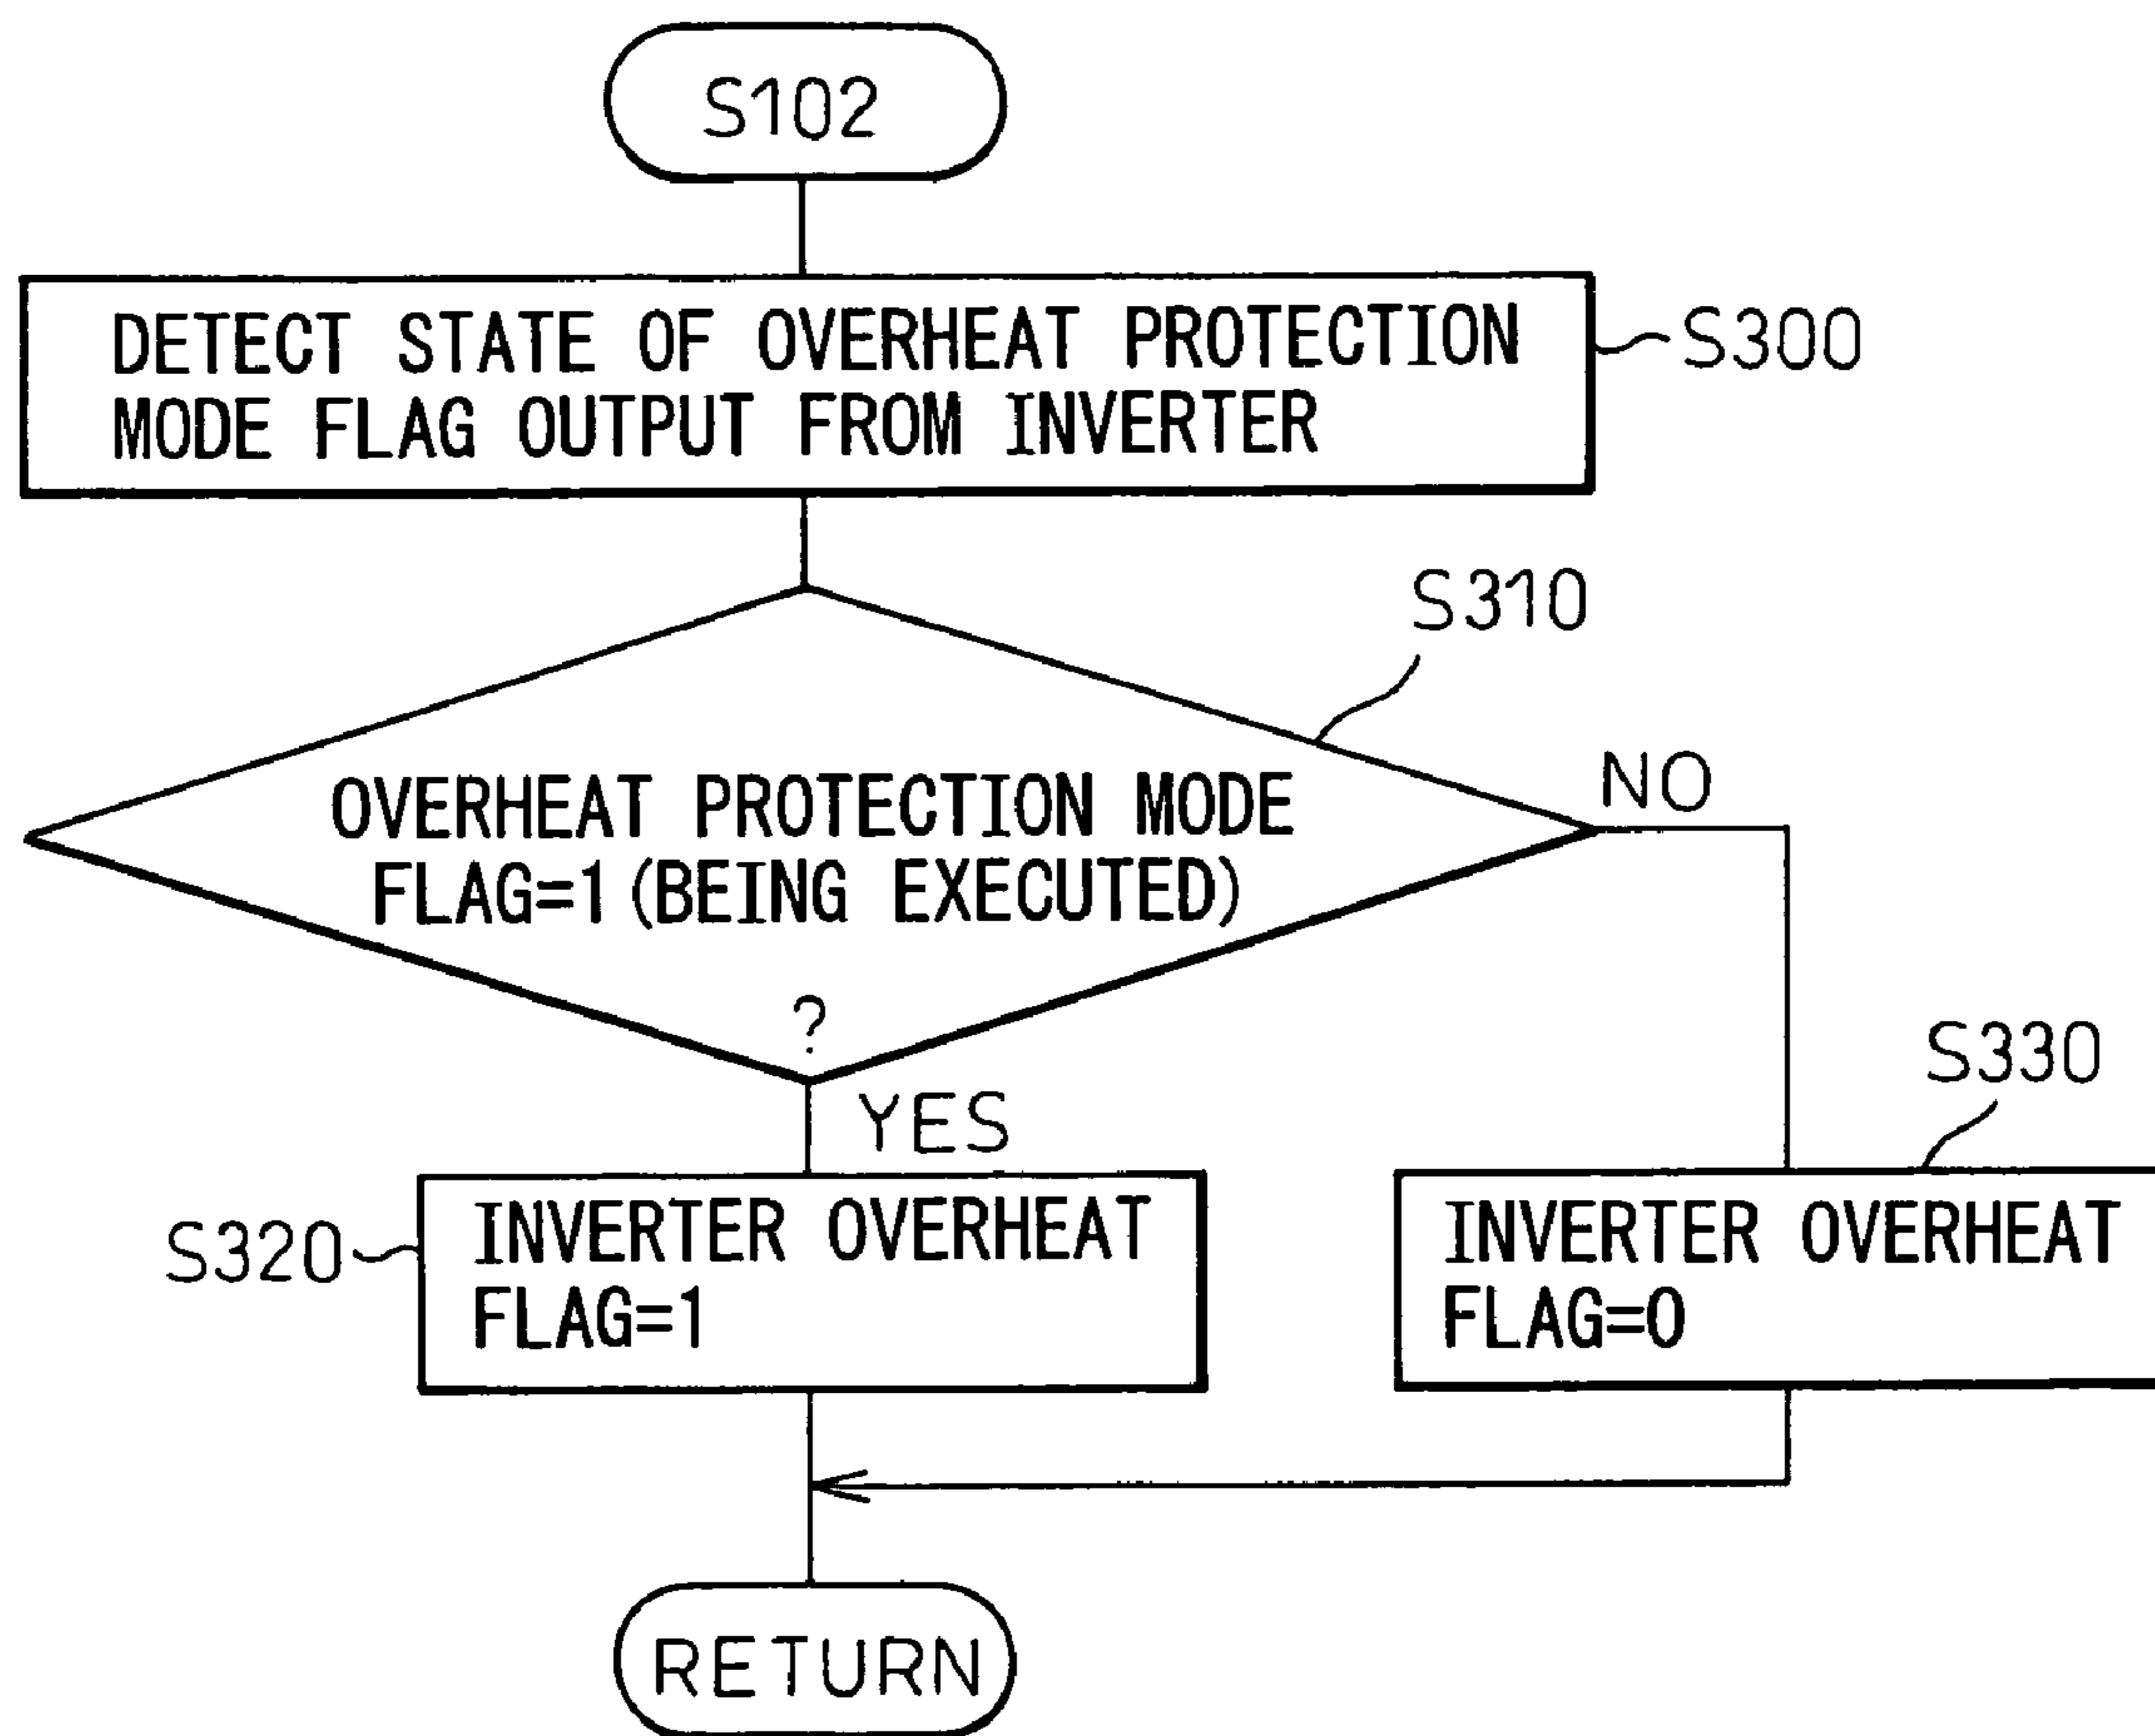 S102
DETECT STATE OF OVERHEAT PROTECTION
MODE FLAG OUTPUT FROM INVERTER
S300
S310
OVERHEAT PROTECTION MODE
FLAG=1 (BEING EXECUTED)
?
NO
YES
S320
INVERTER OVERHEAT
FLAG=1
S330
INVERTER OVERHEAT
FLAG=0
RETURN